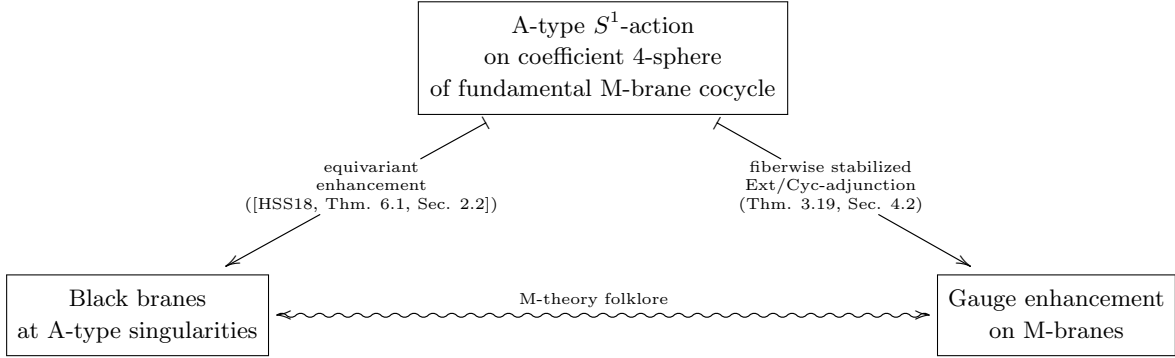 A-type S¹-action
on coefficient 4-sphere
of fundamental M-brane cocycle
equivariant
enhancement
([HSS18, Thm. 6.1, Sec. 2.2])
fiberwise stabilized
Ext/Cyc-adjunction
(Thm. 3.19, Sec. 4.2)
Black branes
at A-type singularities
M-theory folklore
Gauge enhancement
on M-branes